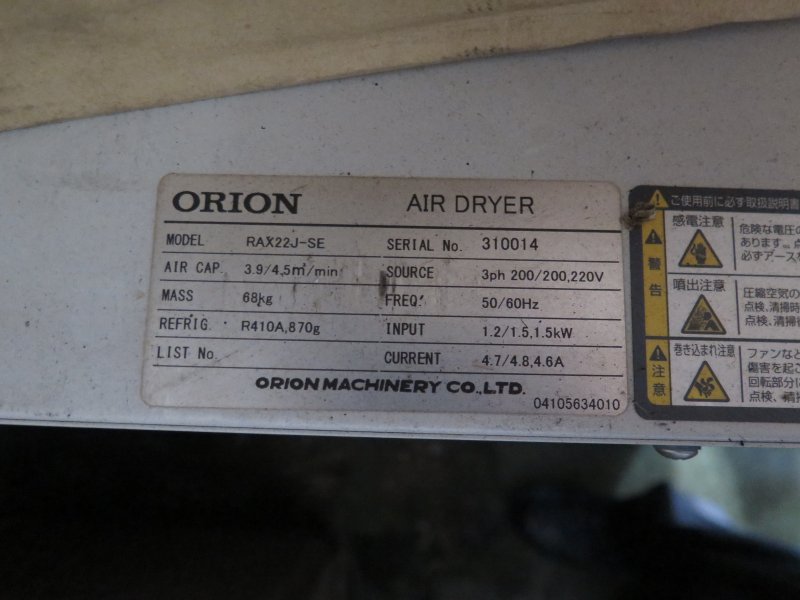 ORION AIR DRYER
MODEL RAX22J-SE SERIAL No. 310014
AIR CAP. 3.9/4.5m³/min SOURCE 3ph 200/200,220V
MASS 68kg FREQ. 50/60Hz
REFRIG. R410A,870g INPUT 1.2/1.5,1.5kW
LIST No. CURRENT 4.7/4.8,4.6A
ORION MACHINERY CO.,LTD.
04105634010
ご使用前に必ず取扱説明書
警告
感電注意
危険な電圧の
あります。点
必ずアースを
噴出注意
圧縮空気の
点検、清掃時
点検、清掃
注意
巻き込まれ注意
ファンなど
傷害を起こ
回転部分に
点検、清掃